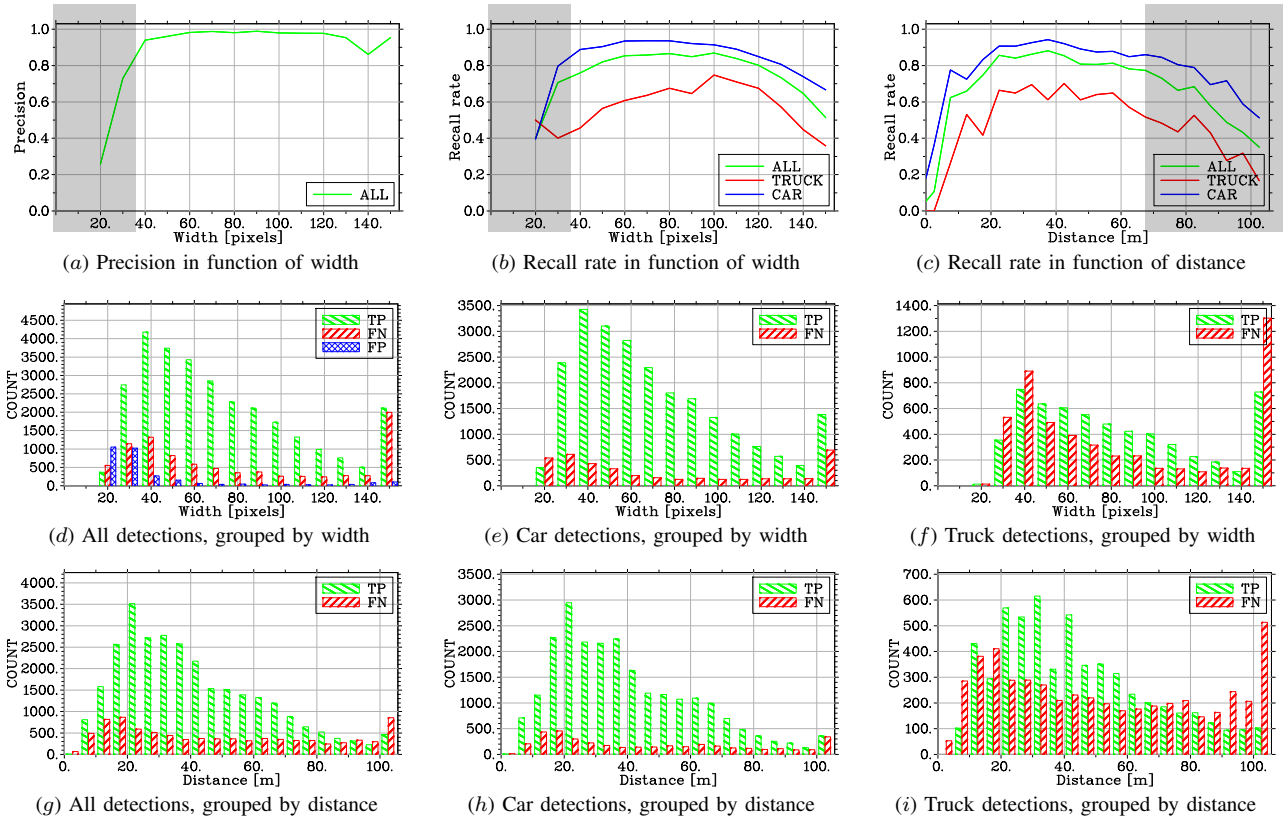 1.0
0.8
0.6
0.4
0.2
0.0
Precision
ALL
20. 40. 60. 80. 100. 120. 140.
Width [pixels]
(a) Precision in function of width
1.0
0.8
0.6
0.4
0.2
0.0
Recall rate
ALL
TRUCK
CAR
20. 40. 60. 80. 100. 120. 140.
Width [pixels]
(b) Recall rate in function of width
1.0
0.8
0.6
0.4
0.2
0.0
Recall rate
ALL
TRUCK
CAR
0. 20. 40. 60. 80. 100.
Distance [m]
(c) Recall rate in function of distance
4500.
4000.
3500.
3000.
2500.
2000.
1500.
1000.
500.
0.
COUNT
TP
FN
FP
20. 40. 60. 80. 100. 120. 140.
Width [pixels]
(d) All detections, grouped by width
3500.
3000.
2500.
2000.
1500.
1000.
500.
0.
COUNT
TP
FN
20. 40. 60. 80. 100. 120. 140.
Width [pixels]
(e) Car detections, grouped by width
1400.
1200.
1000.
800.
600.
400.
200.
0.
COUNT
TP
FN
20. 40. 60. 80. 100. 120. 140.
Width [pixels]
(f) Truck detections, grouped by width
4000.
3500.
3000.
2500.
2000.
1500.
1000.
500.
0.
COUNT
TP
FN
0. 20. 40. 60. 80. 100.
Distance [m]
(g) All detections, grouped by distance
3500.
3000.
2500.
2000.
1500.
1000.
500.
0.
COUNT
TP
FN
0. 20. 40. 60. 80. 100.
Distance [m]
(h) Car detections, grouped by distance
700.
600.
500.
400.
300.
200.
100.
0.
COUNT
TP
FN
0. 20. 40. 60. 80. 100.
Distance [m]
(i) Truck detections, grouped by distance